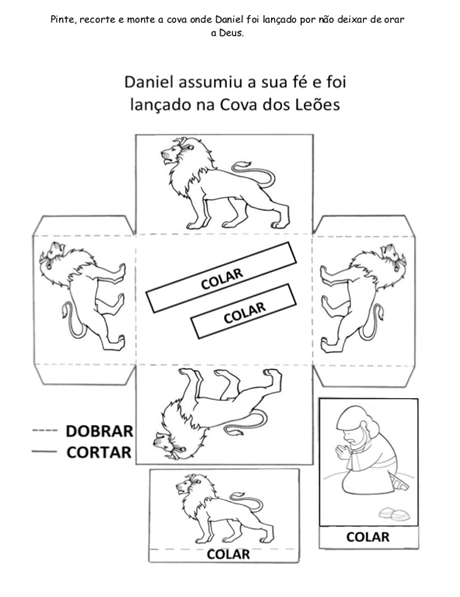 Pinte, recorte e monte a cova onde Daniel foi lançado por não deixar de orar
a Deus.
Daniel assumiu a sua fé e foi
lançado na Cova dos Leões
COLAR
COLAR
DOBRAR
CORTAR
COLAR
COLAR